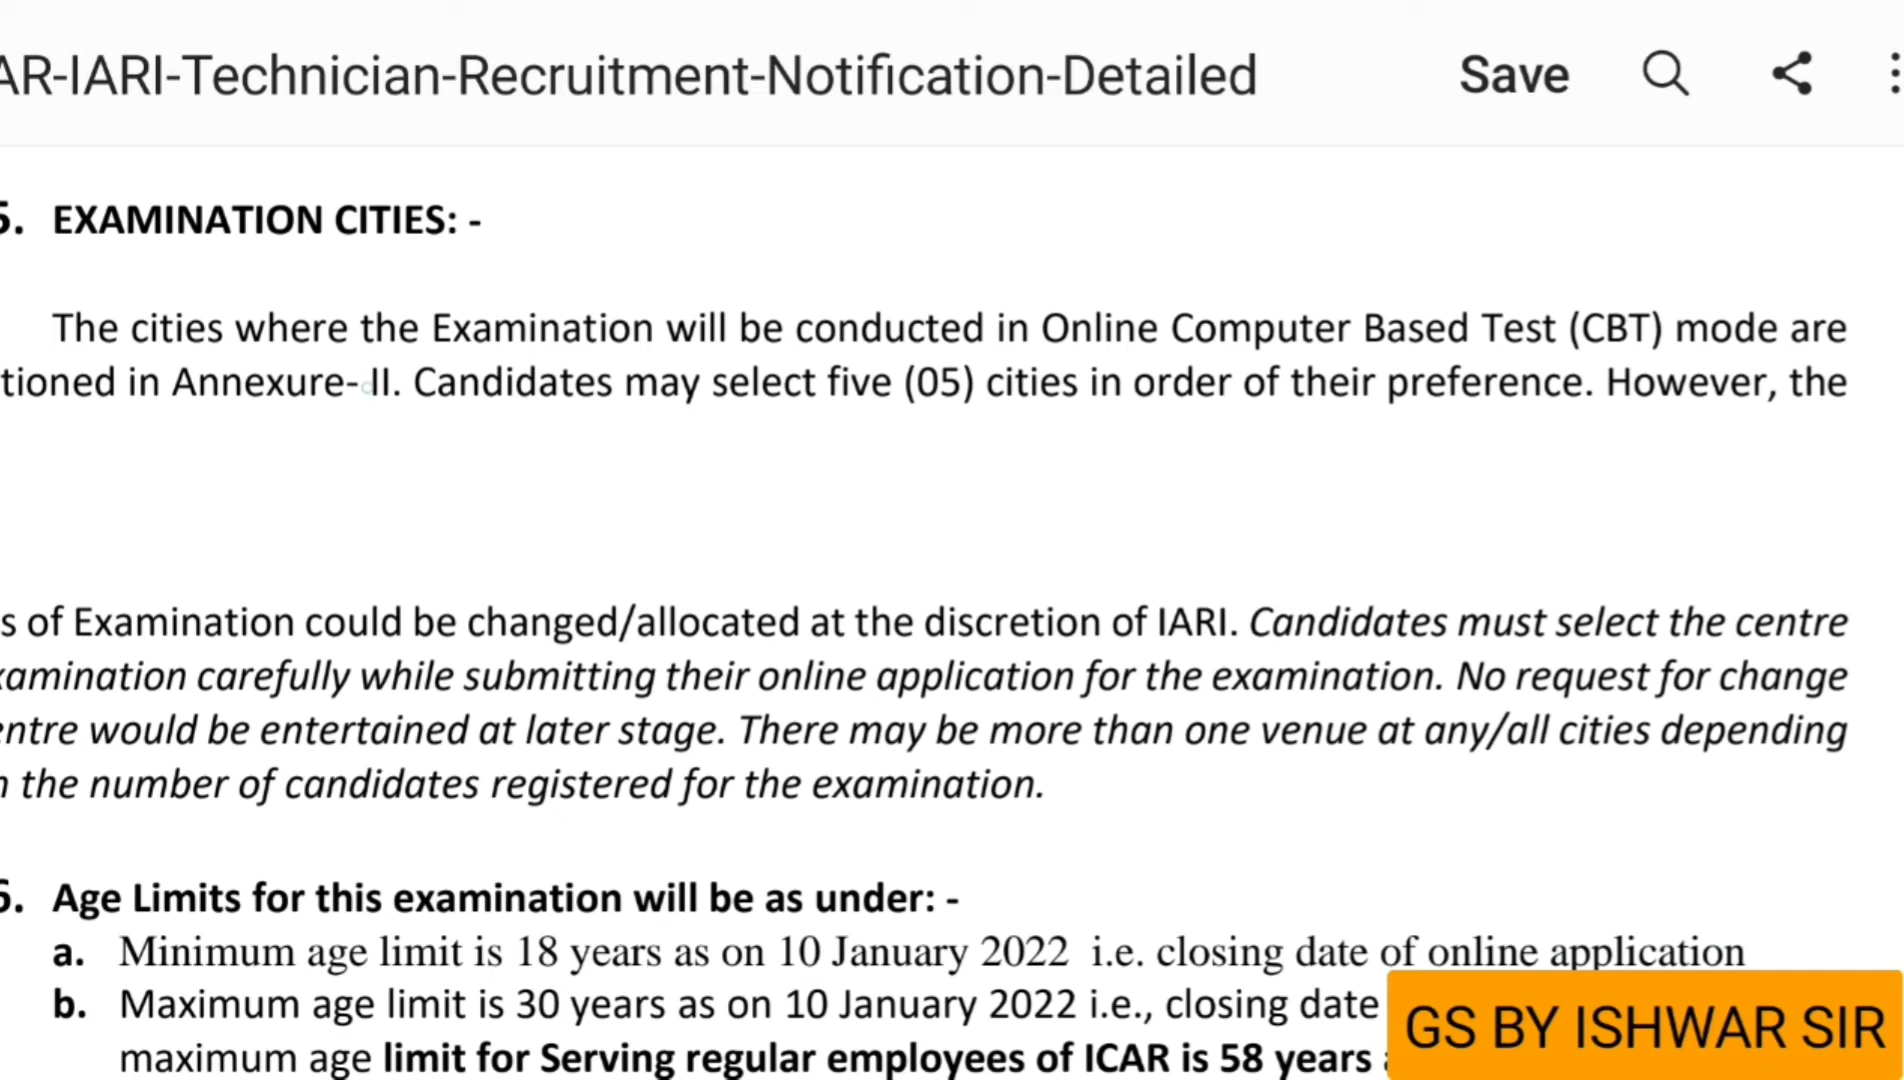 AR-IARI-Technician-Recruitment-Notification-Detailed Save
5. EXAMINATION CITIES: -
The cities where the Examination will be conducted in Online Computer Based Test (CBT) mode are
tioned in Annexure- II. Candidates may select five (05) cities in order of their preference. However, the
s of Examination could be changed/allocated at the discretion of IARI. Candidates must select the centre
xamination carefully while submitting their online application for the examination. No request for change
entre would be entertained at later stage. There may be more than one venue at any/all cities depending
n the number of candidates registered for the examination.
6. Age Limits for this examination will be as under: -
a. Minimum age limit is 18 years as on 10 January 2022 i.e. closing date of online application
b. Maximum age limit is 30 years as on 10 January 2022 i.e., closing date
maximum age limit for Serving regular employees of ICAR is 58 years
GS BY ISHWAR SIR